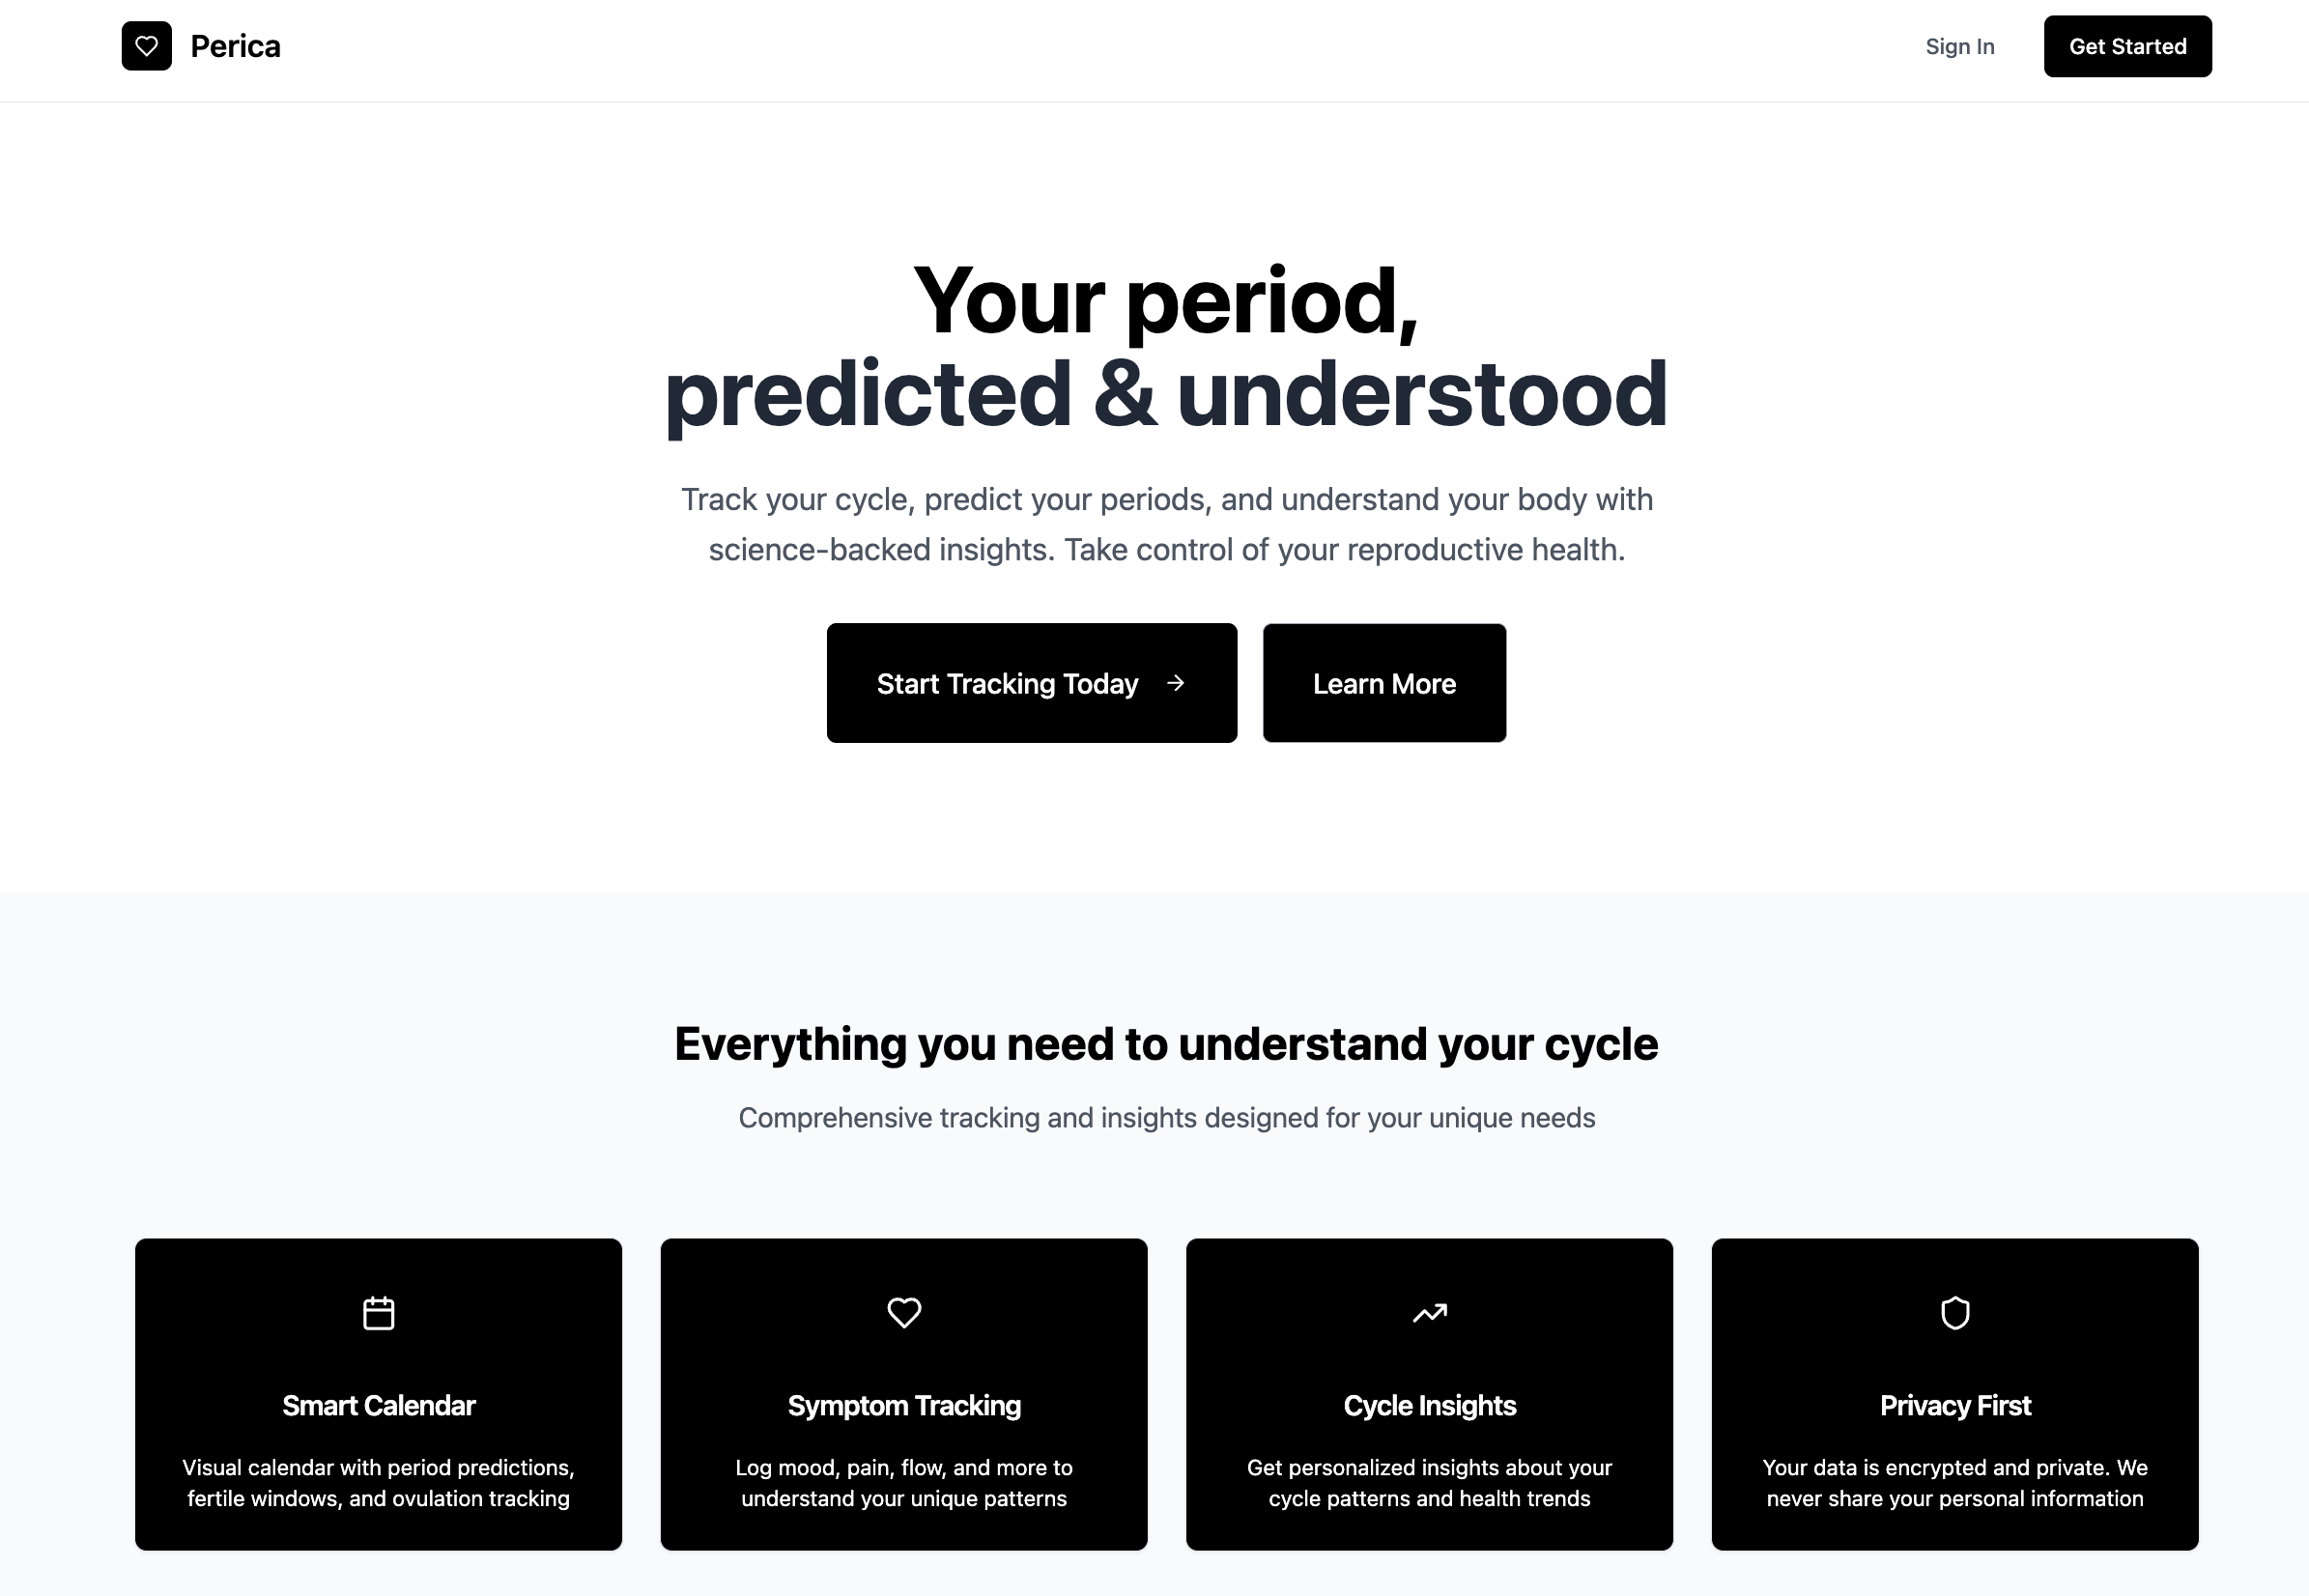 Perica
Sign In
Get Started
Your period,
predicted & understood
Track your cycle, predict your periods, and understand your body with
science-backed insights. Take control of your reproductive health.
Start Tracking Today
Learn More
Everything you need to understand your cycle
Comprehensive tracking and insights designed for your unique needs
Smart Calendar
Visual calendar with period predictions,
fertile windows, and ovulation tracking
Symptom Tracking
Log mood, pain, flow, and more to
understand your unique patterns
Cycle Insights
Get personalized insights about your
cycle patterns and health trends
Privacy First
Your data is encrypted and private. We
never share your personal information